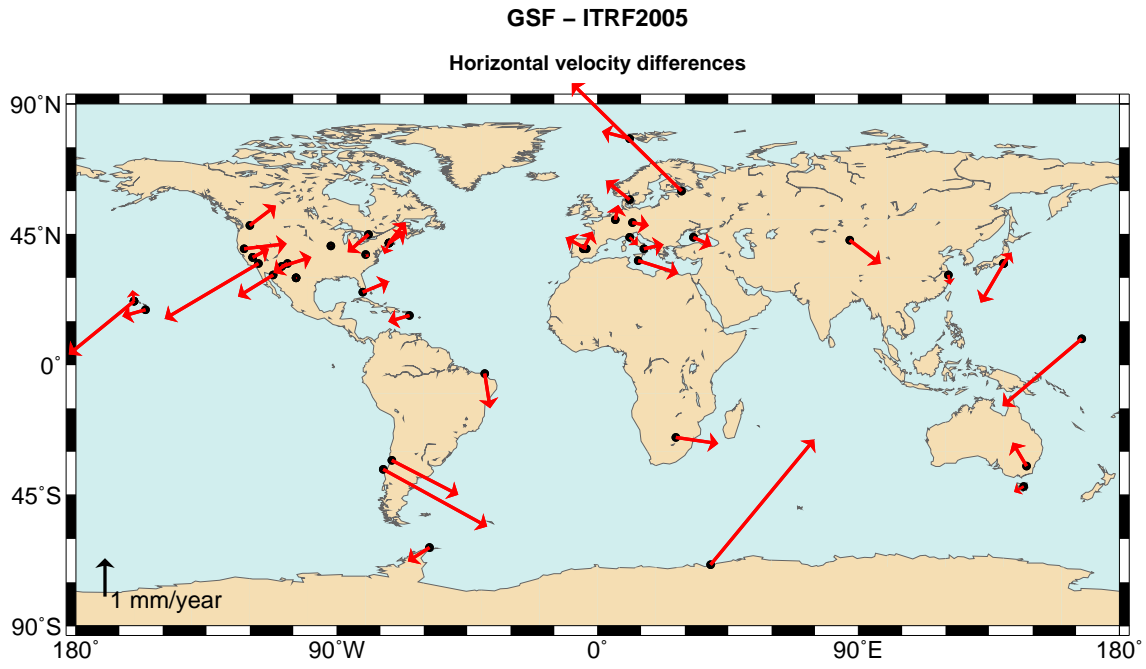 GSF – ITRF2005
Horizontal velocity differences
90˚N
45˚N
0˚
45˚S
90˚S
1 mm/year
180˚ 90˚W 0˚ 90˚E 180˚